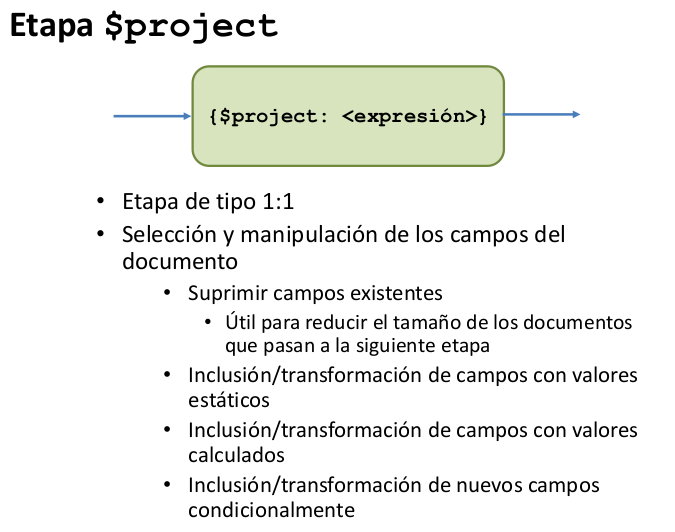 Etapa $project
{$project: <expresión>}
• Etapa de tipo 1:1
• Selección y manipulación de los campos del
documento
• Suprimir campos existentes
• Útil para reducir el tamaño de los documentos
que pasan a la siguiente etapa
• Inclusión/transformación de campos con valores
estáticos
• Inclusión/transformación de campos con valores
calculados
• Inclusión/transformación de nuevos campos
condicionalmente